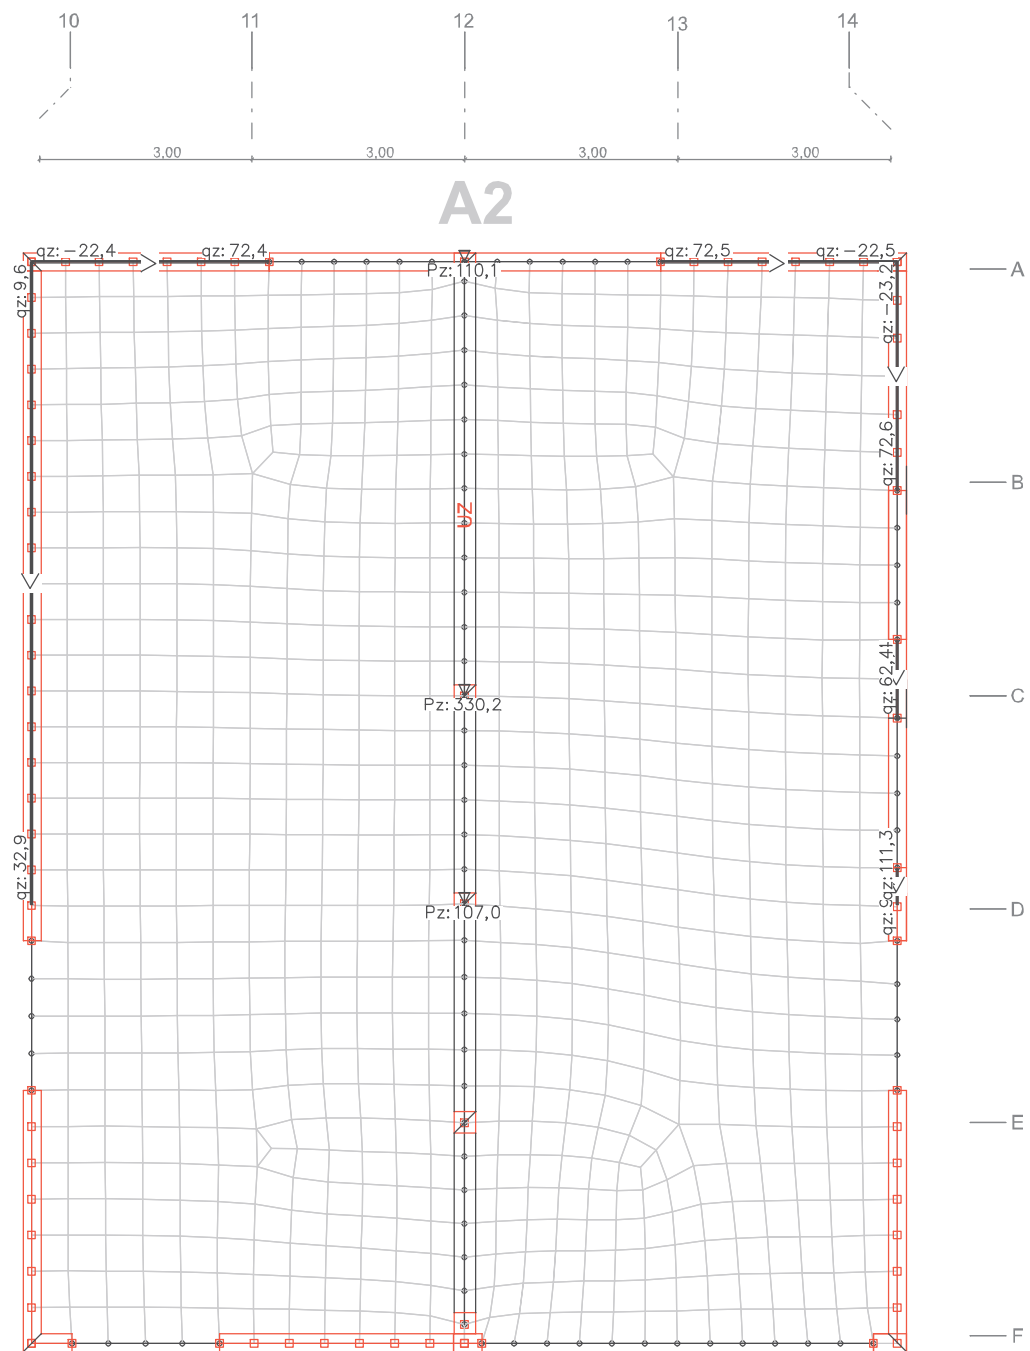 10 11 12 13 14
3,00 3,00 3,00 3,00
A2
qz: -22,4 qz: 72,4 qz: 72,5 qz: -22,5
Pz: 110,1
qz: 9,6
qz: -23,2
A
qz: 72,6
B
uz
qz: 62,4
C
Pz: 330,2
qz: 32,9
qz: 111,3
D
Pz: 107,0
E
F